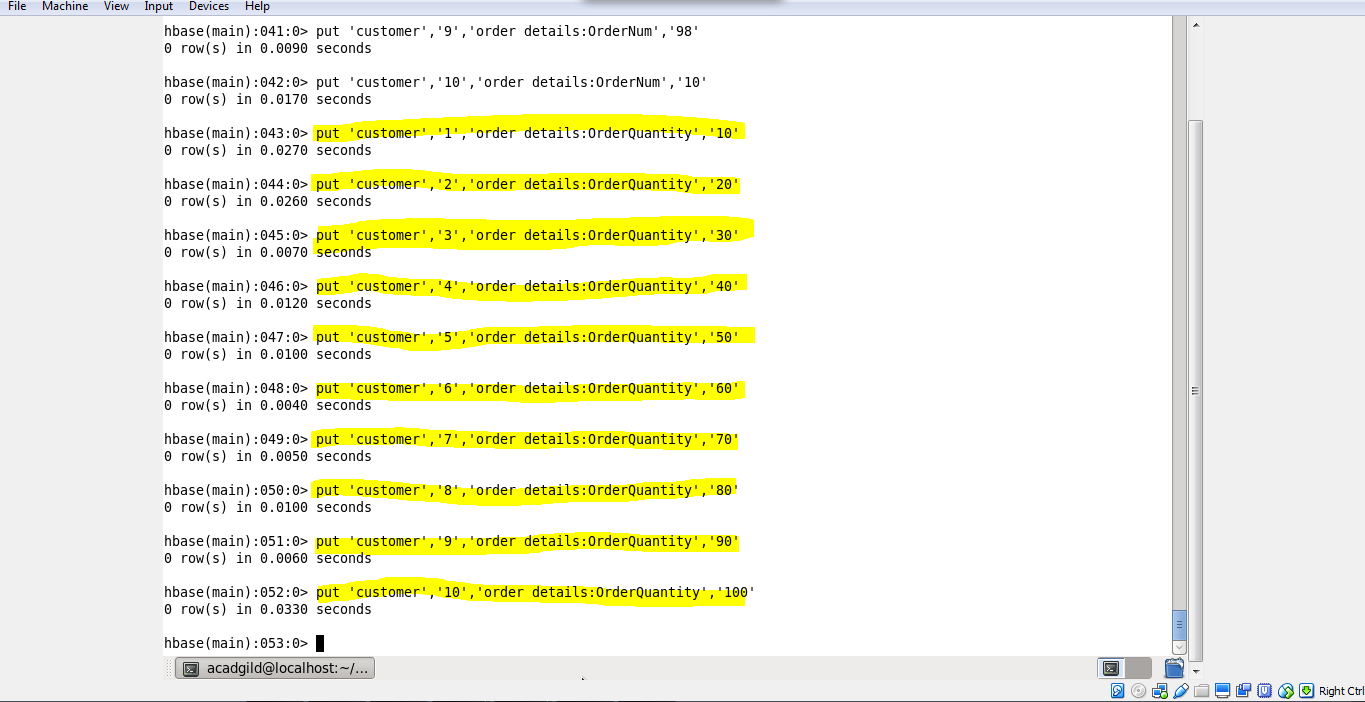 File Machine View Input Devices Help
hbase(main):041:0> put 'customer','9','order details:OrderNum','98'
0 row(s) in 0.0090 seconds
hbase(main):042:0> put 'customer','10','order details:OrderNum','10'
0 row(s) in 0.0170 seconds
hbase(main):043:0> put 'customer','1','order details:OrderQuantity','10'
0 row(s) in 0.0270 seconds
hbase(main):044:0> put 'customer','2','order details:OrderQuantity','20'
0 row(s) in 0.0260 seconds
hbase(main):045:0> put 'customer','3','order details:OrderQuantity','30'
0 row(s) in 0.0070 seconds
hbase(main):046:0> put 'customer','4','order details:OrderQuantity','40'
0 row(s) in 0.0120 seconds
hbase(main):047:0> put 'customer','5','order details:OrderQuantity','50'
0 row(s) in 0.0100 seconds
hbase(main):048:0> put 'customer','6','order details:OrderQuantity','60'
0 row(s) in 0.0040 seconds
hbase(main):049:0> put 'customer','7','order details:OrderQuantity','70'
0 row(s) in 0.0050 seconds
hbase(main):050:0> put 'customer','8','order details:OrderQuantity','80'
0 row(s) in 0.0100 seconds
hbase(main):051:0> put 'customer','9','order details:OrderQuantity','90'
0 row(s) in 0.0060 seconds
hbase(main):052:0> put 'customer','10','order details:OrderQuantity','100'
0 row(s) in 0.0330 seconds
hbase(main):053:0>
acadgild@localhost:~/...
Right Ctrl